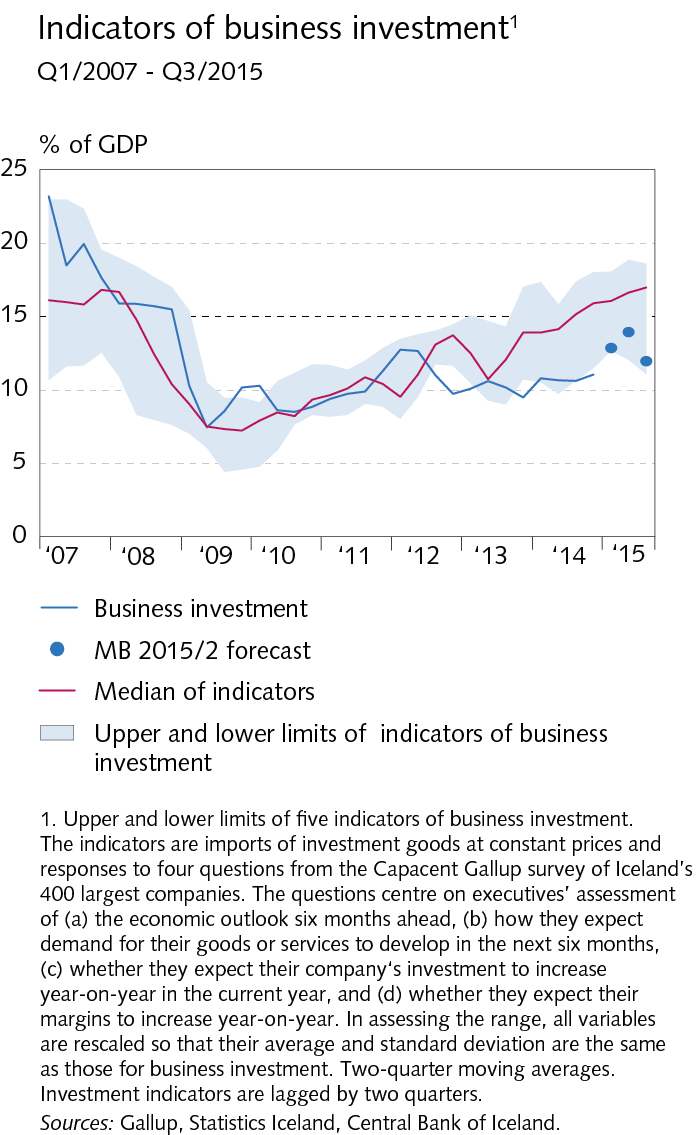 Indicators of business investment¹
Q1/2007 - Q3/2015
% of GDP
25
20
15
10
5
0
‘07 ‘08 ‘09 ‘10 ‘11 ‘12 ‘13 ‘14 ‘15
Business investment
MB 2015/2 forecast
Median of indicators
Upper and lower limits of indicators of business
investment
1. Upper and lower limits of five indicators of business investment.
The indicators are imports of investment goods at constant prices and
responses to four questions from the Capacent Gallup survey of Iceland’s
400 largest companies. The questions centre on executives’ assessment
of (a) the economic outlook six months ahead, (b) how they expect
demand for their goods or services to develop in the next six months,
(c) whether they expect their company‘s investment to increase
year-on-year in the current year, and (d) whether they expect their
margins to increase year-on-year. In assessing the range, all variables
are rescaled so that their average and standard deviation are the same
as those for business investment. Two-quarter moving averages.
Investment indicators are lagged by two quarters.
Sources: Gallup, Statistics Iceland, Central Bank of Iceland.